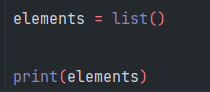 elements = list()
print(elements)